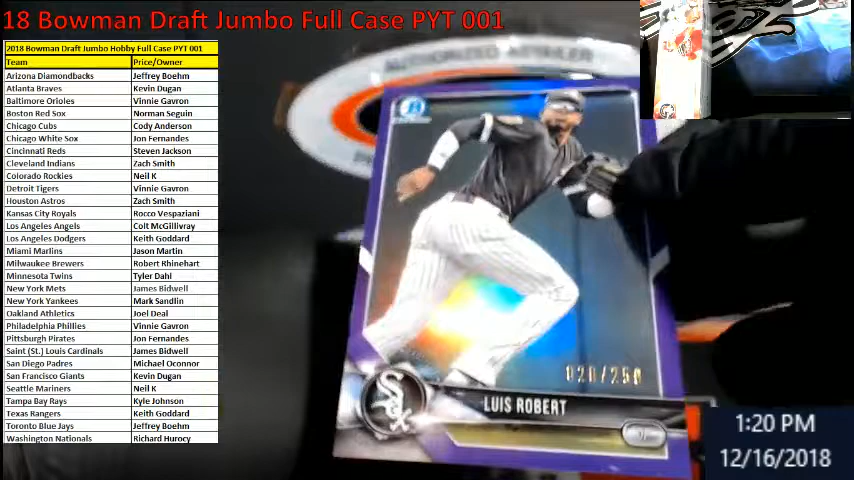 18 Bowman Draft Jumbo Full Case PYT 001
2018 Bowman Draft Jumbo Hobby Full Case PYT 001
Team Price/Owner
Arizona Diamondbacks Jeffrey Boehm
Atlanta Braves Kevin Dugan
Baltimore Orioles Vinnie Gavron
Boston Red Sox Norman Seguin
Chicago Cubs Cody Anderson
Chicago White Sox Jon Fernandes
Cincinnati Reds Steven Jackson
Cleveland Indians Zach Smith
Colorado Rockies Neil K
Detroit Tigers Vinnie Gavron
Houston Astros Zach Smith
Kansas City Royals Rocco Vespaziani
Los Angeles Angels Colt McGillivray
Los Angeles Dodgers Keith Goddard
Miami Marlins Jason Martin
Milwaukee Brewers Robert Rhinehart
Minnesota Twins Tyler Dahl
New York Mets James Bidwell
New York Yankees Mark Sandlin
Oakland Athletics Joel Deal
Philadelphia Phillies Vinnie Gavron
Pittsburgh Pirates Jon Fernandes
Saint (St.) Louis Cardinals James Bidwell
San Diego Padres Michael Oconnor
San Francisco Giants Kevin Dugan
Seattle Mariners Neil K
Tampa Bay Rays Kyle Johnson
Texas Rangers Keith Goddard
Toronto Blue Jays Jeffrey Boehm
Washington Nationals Richard Hurocy
020/250
SOX
LUIS ROBERT
1:20 PM
12/16/2018